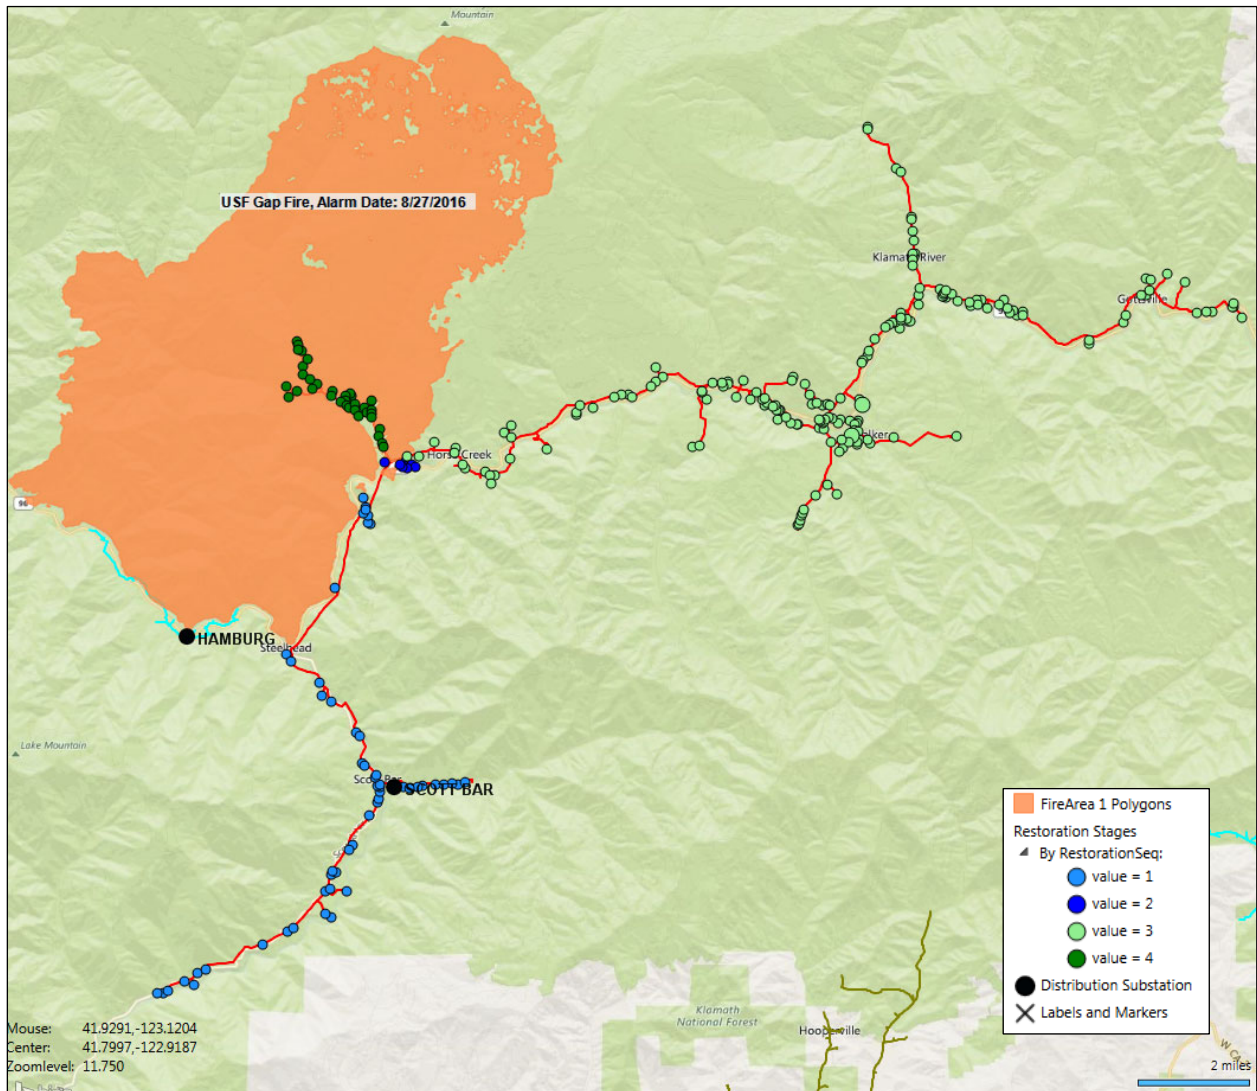 Mountain
USF Gap Fire, Alarm Date: 8/27/2016
Klamath River
96
HAMBURG
Steelhead
Lake Mountain
SCOTT BAR
FireArea 1 Polygons
Restoration Stages
By RestorationSeq:
value = 1
value = 2
value = 3
value = 4
Distribution Substation
Labels and Markers
Klamath
National Forest
Hooperville
Mouse: 41.9291,-123.1204
Center: 41.7997,-122.9187
Zoomlevel: 11.750
2 miles